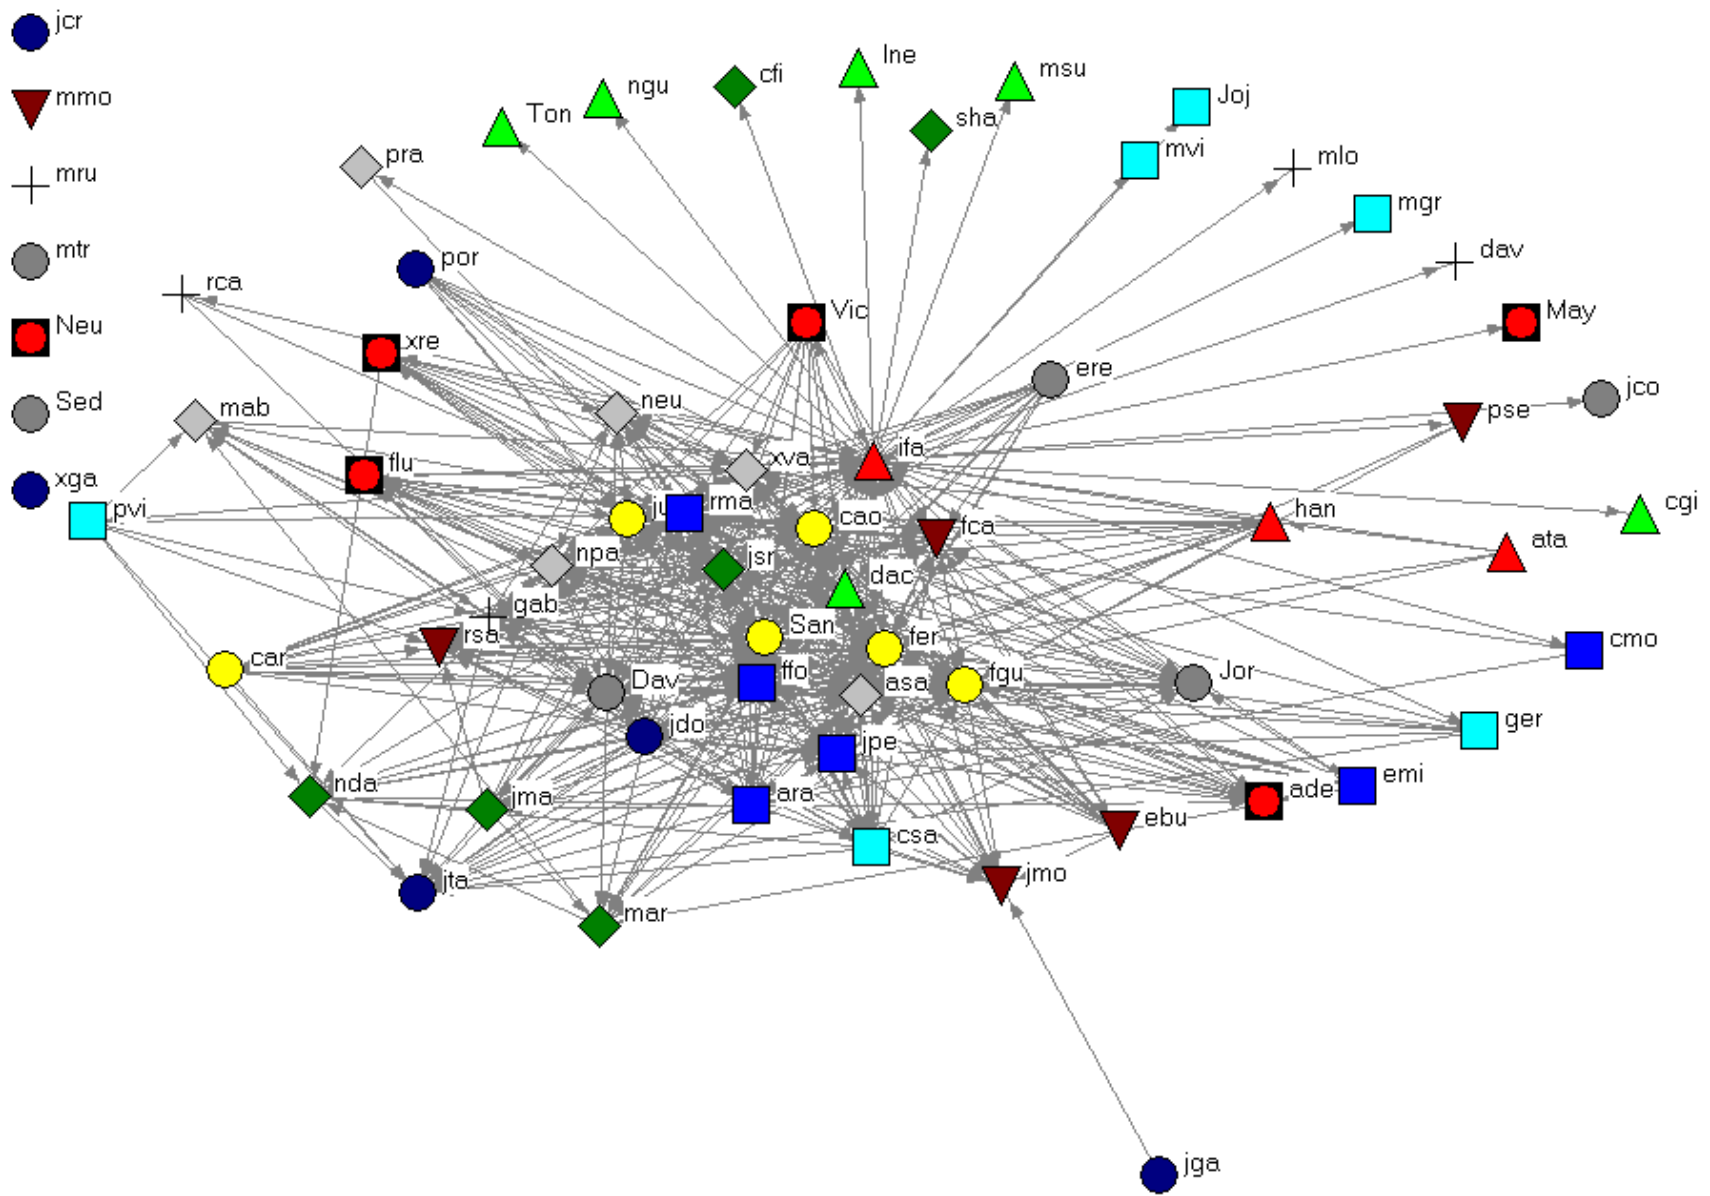 jcr
mmo
mru
mtr
Neu
Sed
xga
Ton
ngu
cfi
lne
sha
msu
mvi
Joj
mlo
mgr
dav
May
jco
pse
cgi
pra
por
rca
xre
Vic
ere
mab
neu
flu
xva
ifa
pvi
ju
rma
cao
fca
han
ata
npa
jsr
dac
gab
rsa
San
fer
car
Dav
ffo
asa
fgu
Jor
cmo
jdo
jpe
ger
nda
jma
ara
ade
emi
csa
ebu
jta
mar
jmo
jga